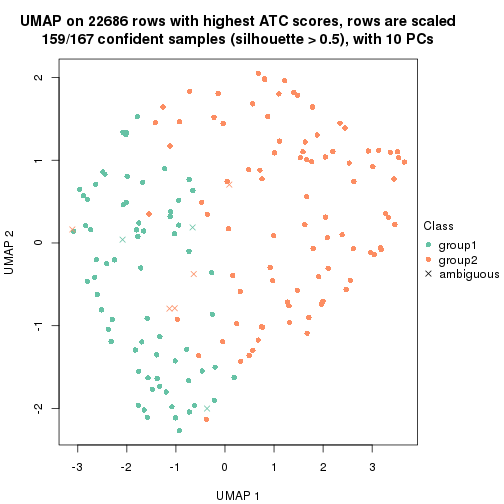 UMAP on 22686 rows with highest ATC scores, rows are scaled
159/167 confident samples (silhouette > 0.5), with 10 PCs
2
1
0
-1
-2
UMAP 2
-3
-2
-1
0
1
2
3
UMAP 1
Class
group1
group2
ambiguous